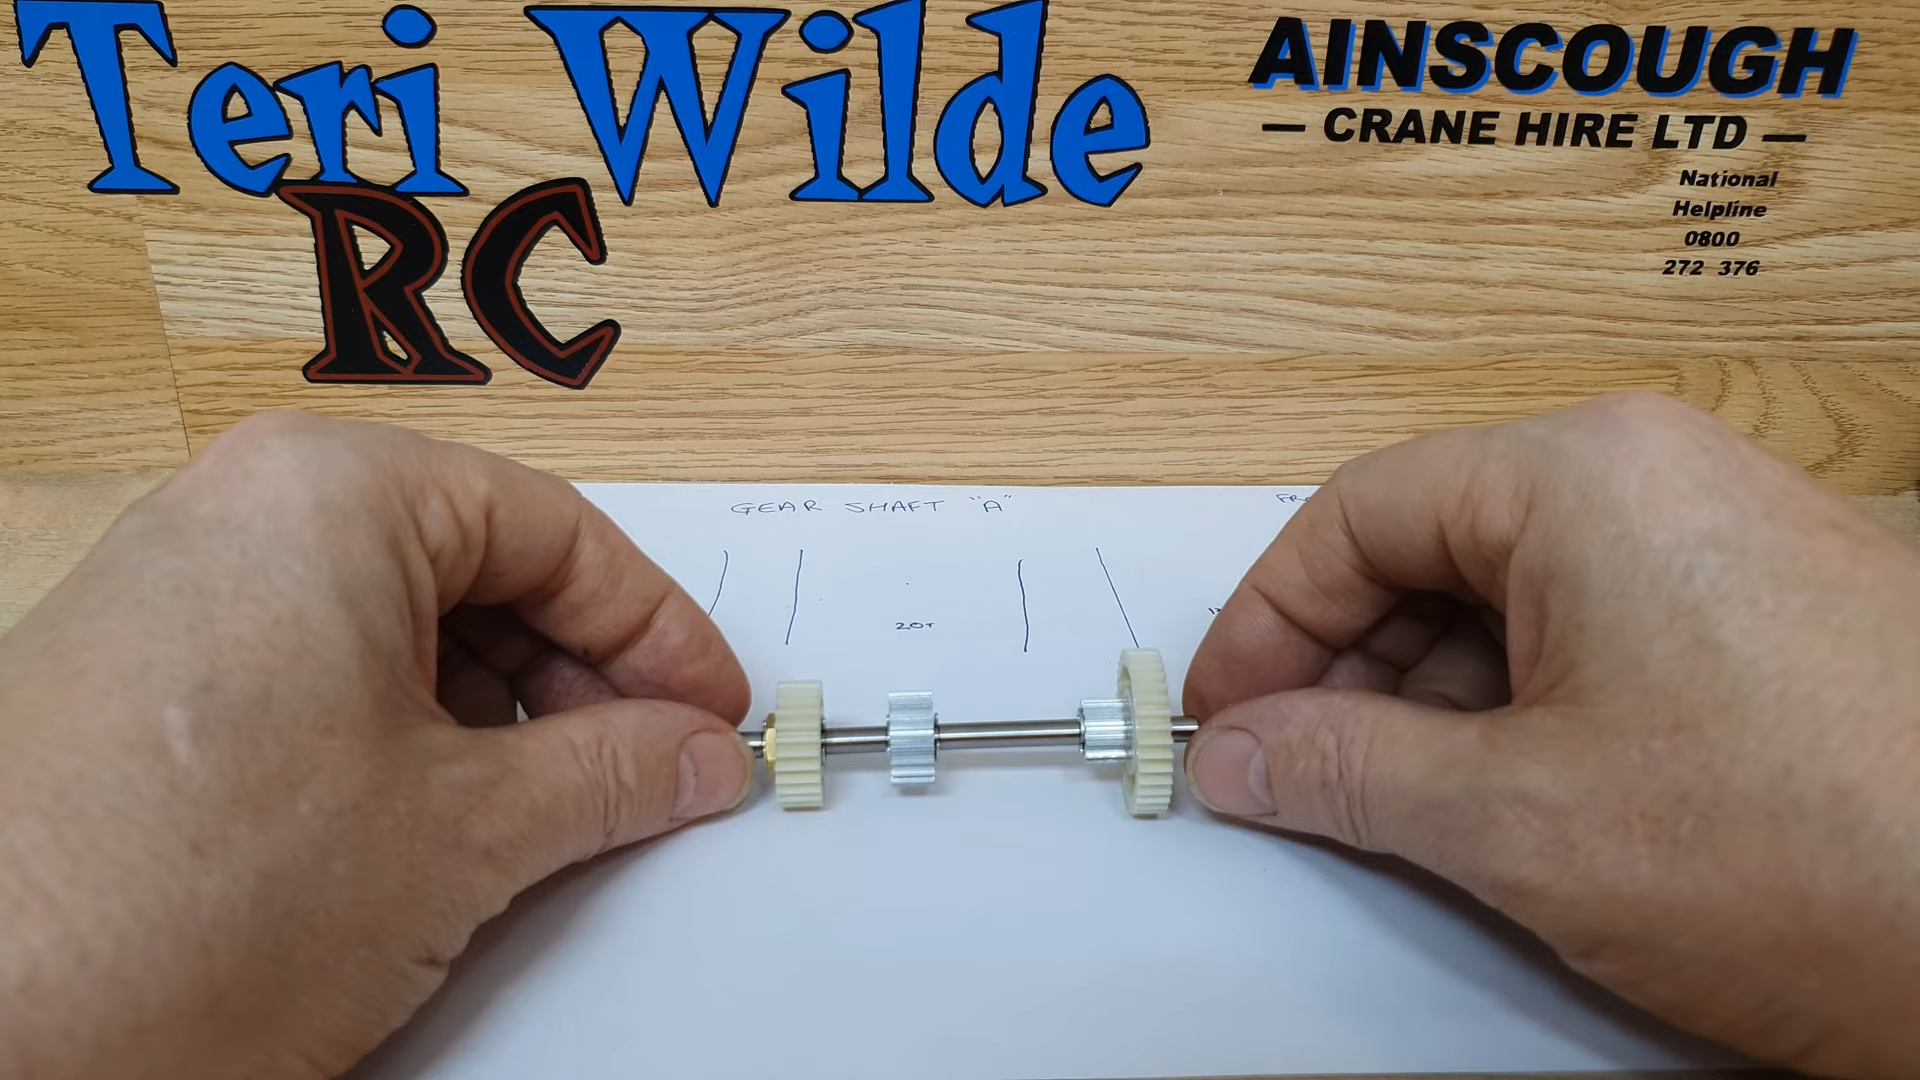 Teri Wilde
RC
AINSCOUGH
— CRANE HIRE LTD —
National
Helpline
0800
272 376
GEAR SHAFT "A"
20T